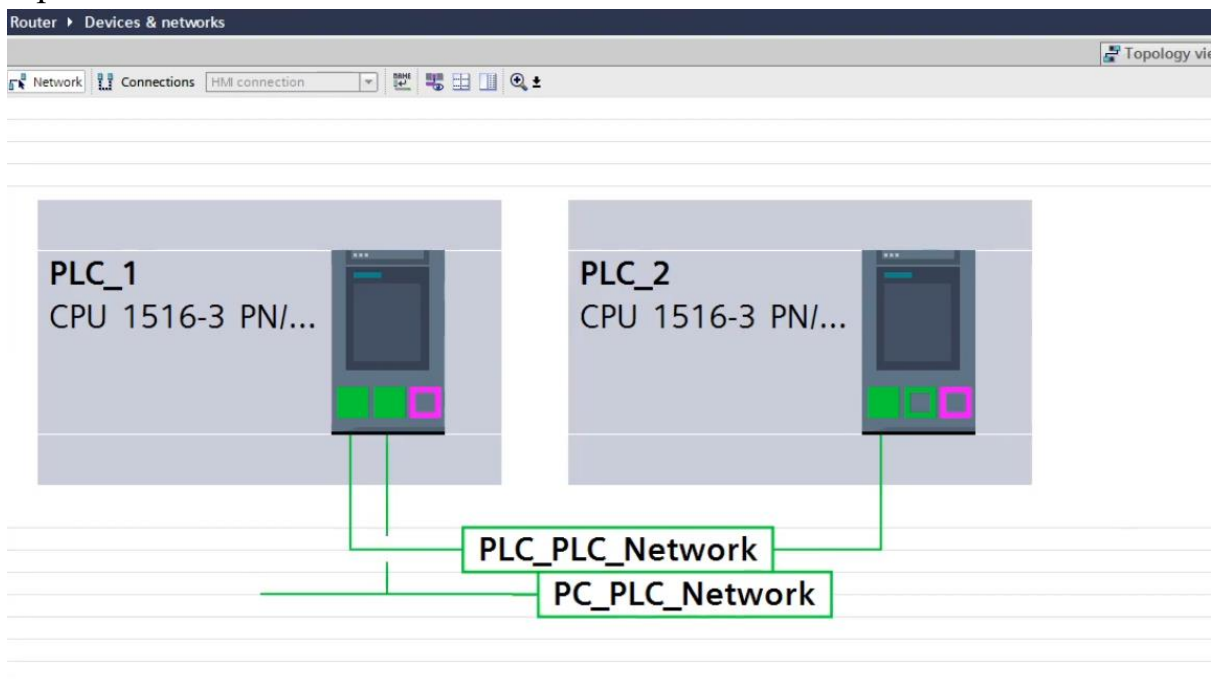 Router ▸ Devices & networks
Topology vie
Network Connections HMI connection
PLC_1
CPU 1516-3 PN/...
PLC_2
CPU 1516-3 PN/...
PLC_PLC_Network
PC_PLC_Network